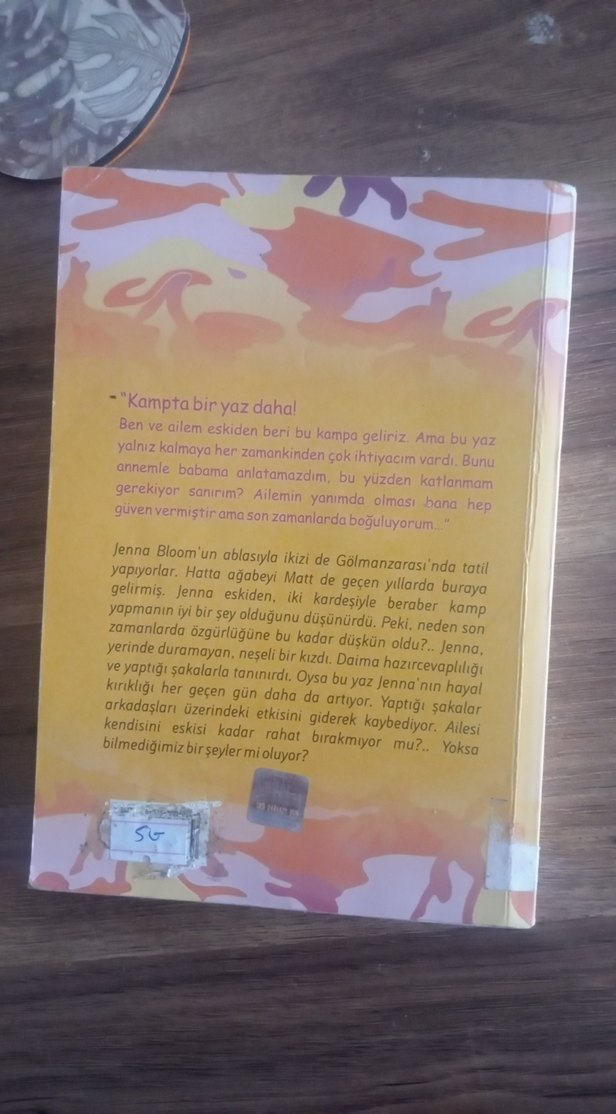 "Kampta bir yaz daha!
Ben ve ailem eskiden beri bu kampa geliriz. Ama bu yaz
yalnız kalmaya her zamankinden çok ihtiyacım vardı. Bunu
annemle babama anlatamazdım, bu yüzden katlanmam
gerekiyor sanırım? Ailemin yanımda olması bana hep
güven vermiştir ama son zamanlarda boğuluyorum..."
Jenna Bloom'un ablasıyla ikizi de Gölmanzarası'nda tatil
yapıyorlar. Hatta ağabeyi Matt de geçen yıllarda buraya
gelirmiş. Jenna eskiden, iki kardeşiyle beraber kamp
yapmanın iyi bir şey olduğunu düşünürdü. Peki, neden son
zamanlarda özgürlüğüne bu kadar düşkün oldu?.. Jenna,
yerinde duramayan, neşeli bir kızdı. Daima hazırcevaplılığı
ve yaptığı şakalarla tanınırdı. Oysa bu yaz Jenna'nın hayal
kırıklığı her geçen gün daha da artıyor. Yaptığı şakalar
arkadaşları üzerindeki etkisini giderek kaybediyor. Ailesi
kendisini eskisi kadar rahat bırakmıyor mu?.. Yoksa
bilmediğimiz bir şeyler mi oluyor?
SG